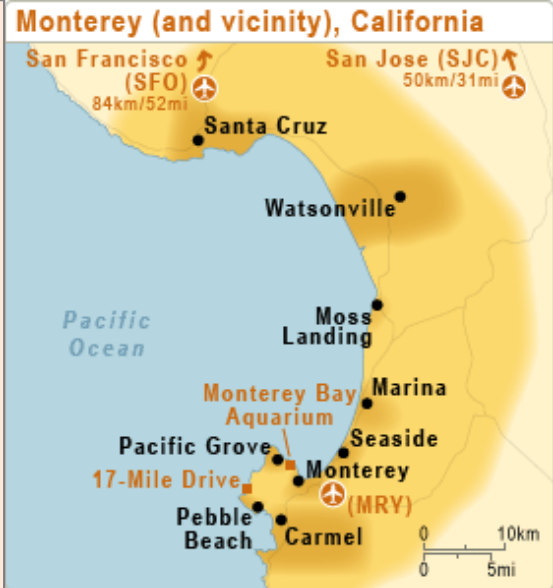 Monterey (and vicinity), California
San Francisco
(SFO)
84km/52mi
San Jose (SJC)
50km/31mi
Santa Cruz
Watsonville
Pacific
Ocean
Moss
Landing
Monterey Bay
Aquarium
Marina
Pacific Grove
Seaside
17-Mile Drive
Monterey
(MRY)
Pebble
Beach
Carmel
0 10km
0 5mi